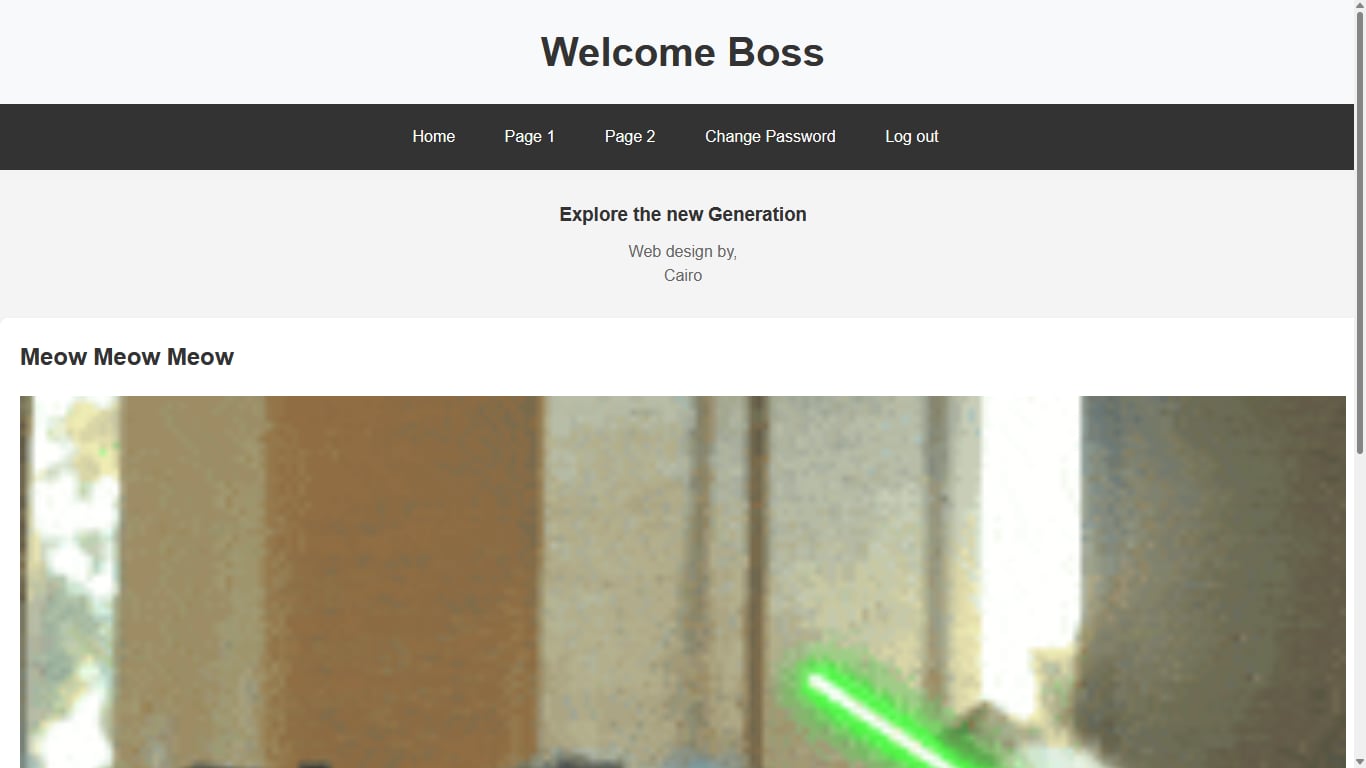 Welcome Boss
Home Page 1 Page 2 Change Password Log out
Explore the new Generation
Web design by,
Cairo
Meow Meow Meow